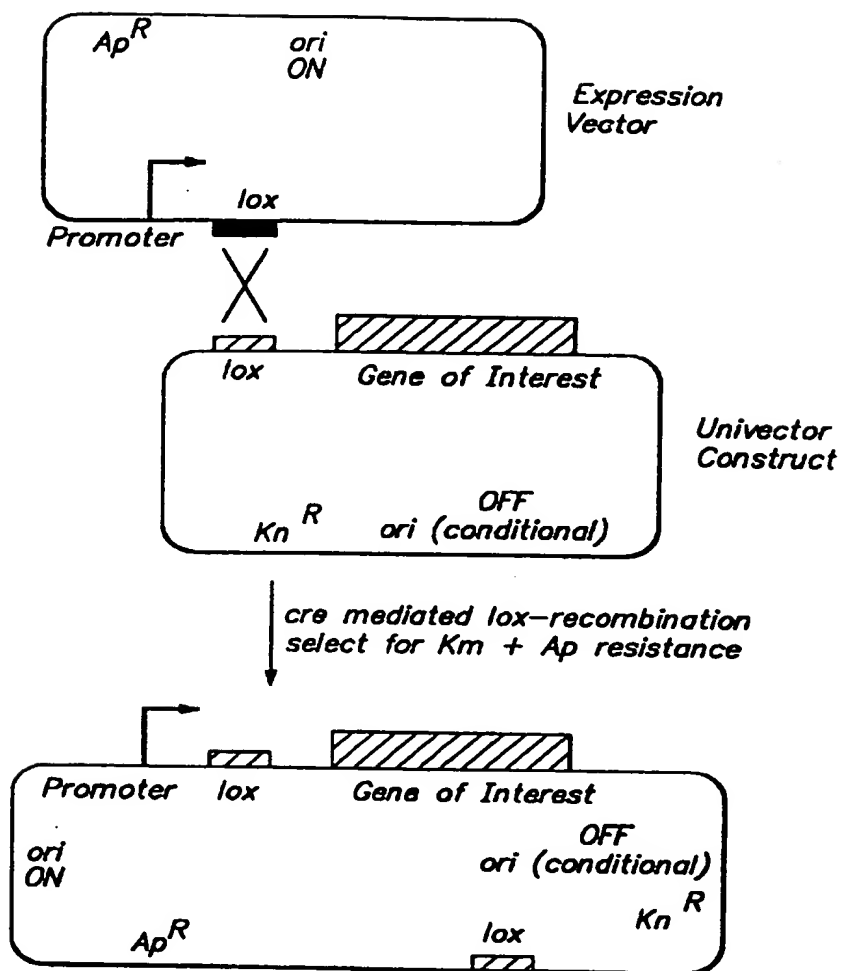 Ap^R
ori
ON
Expression
Vector
lox
Promoter
lox
Gene of Interest
Univector
Construct
OFF
Kn^R
ori (conditional)
cre mediated lox-recombination
select for Km + Ap resistance
Promoter
lox
Gene of Interest
OFF
ori
ori (conditional)
ON
Kn^R
Ap^R
lox